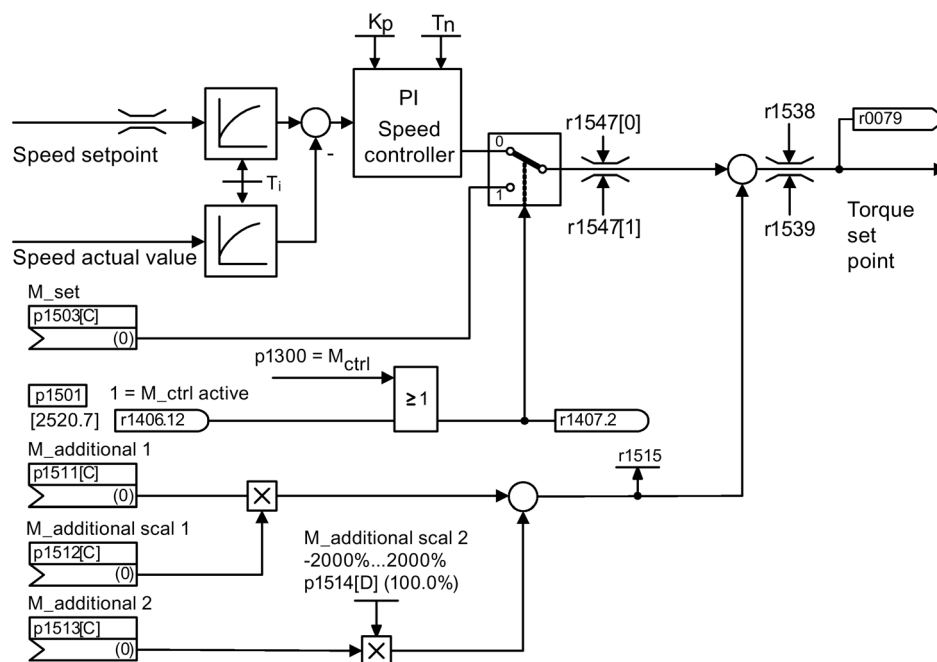 Kp Tn
PI
Speed
controller
Speed setpoint
-
Ti
Speed actual value
0
1
r1547[0]
r1547[1]
r1538
r1539
r0079
Torque
set
point
M_set
p1503[C]
(0)
p1300 = Mctrl
p1501
1 = M_ctrl active
[2520.7]
r1406.12
≥ 1
r1407.2
M_additional 1
p1511[C]
(0)
r1515
M_additional scal 1
p1512[C]
(0)
M_additional scal 2
-2000%...2000%
p1514[D] (100.0%)
M_additional 2
p1513[C]
(0)